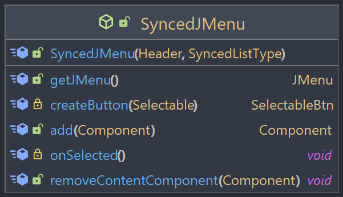 SyncedJMenu
SyncedJMenu(Header, SyncedListType)
getJMenu() JMenu
createButton(Selectable) SelectableBtn
add(Component) Component
onSelected() void
removeContentComponent(Component) void